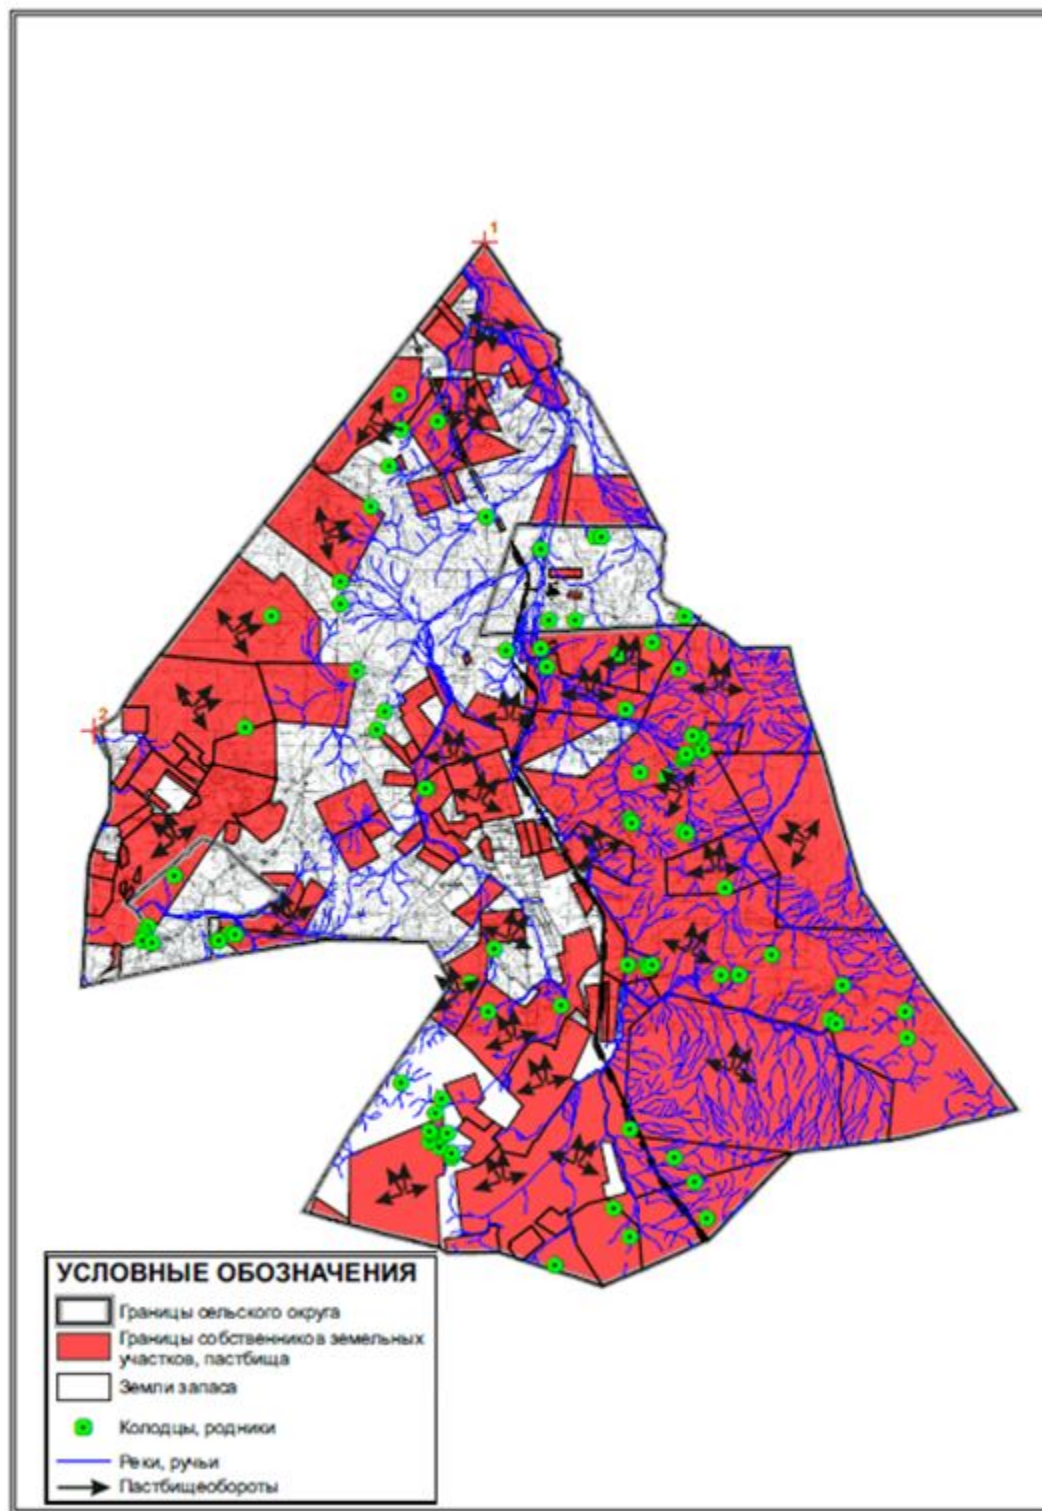 1
2
УСЛОВНЫЕ ОБОЗНАЧЕНИЯ
Границы сельского округа
Границы собственников земельных
участков, пастбища
Земли запаса
Колодцы, родники
Реки, ручьи
Пастбищеобороты